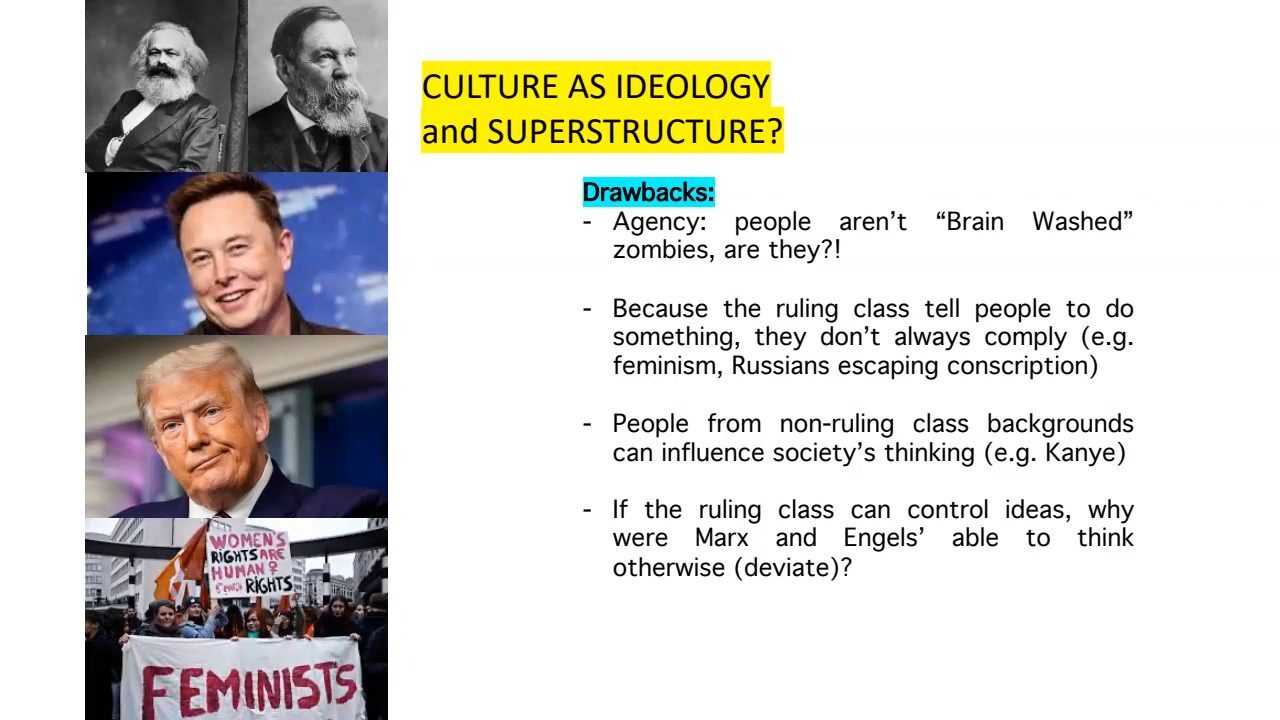 CULTURE AS IDEOLOGY
and SUPERSTRUCTURE?
Drawbacks:
- Agency: people aren’t “Brain Washed”
zombies, are they?!
- Because the ruling class tell people to do
something, they don’t always comply (e.g.
feminism, Russians escaping conscription)
- People from non-ruling class backgrounds
can influence society’s thinking (e.g. Kanye)
- If the ruling class can control ideas, why
were Marx and Engels’ able to think
otherwise (deviate)?
WOMEN'S
RIGHTS ARE
HUMAN♀
RIGHTS
FEMINISTS